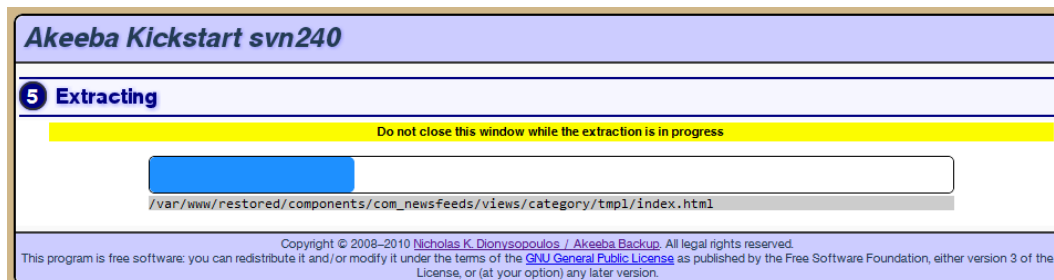 Akeeba Kickstart svn240
5 Extracting
Do not close this window while the extraction is in progress
/var/www/restored/components/com_newsfeeds/views/category/tmpl/index.html
Copyright © 2008–2010 Nicholas K. Dionysopoulos / Akeeba Backup. All legal rights reserved.
This program is free software: you can redistribute it and/or modify it under the terms of the GNU General Public License as published by the Free Software Foundation, either version 3 of the
License, or (at your option) any later version.